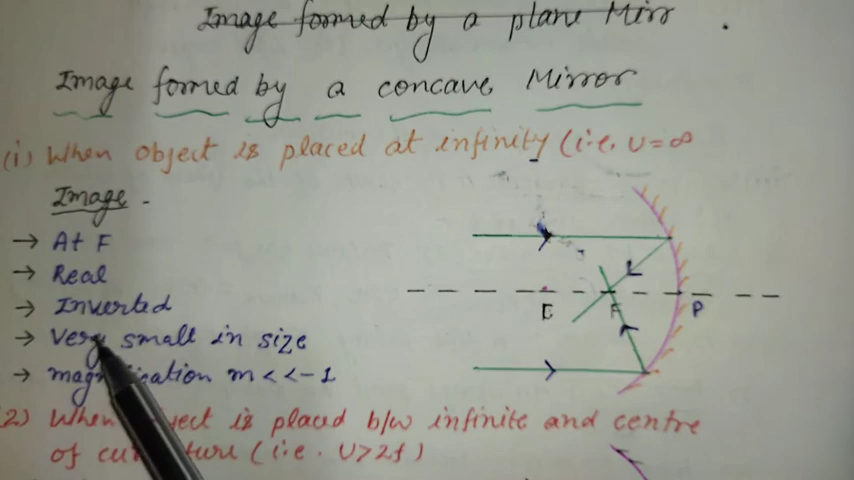 Image formed by a plane Mirr .
Image formed by a concave Mirror
(i) When object is placed at infinity (i.e. U=∞
Image -
→ At F
→ Real
→ Inverted
→ Very small in size
→ magnification m < < -1
C F P
2) When object is placed b/w infinite and centre
of curvature (i.e. U>2f)